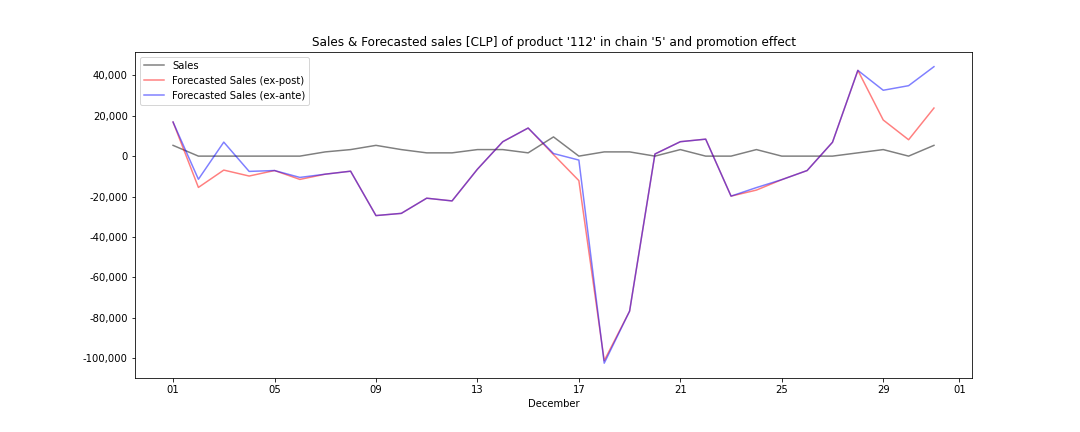 Sales & Forecasted sales [CLP] of product '112' in chain '5' and promotion effect
Sales
Forecasted Sales (ex-post)
Forecasted Sales (ex-ante)
40,000
20,000
0
-20,000
-40,000
-60,000
-80,000
-100,000
01 05 09 13 17 21 25 29 01
December